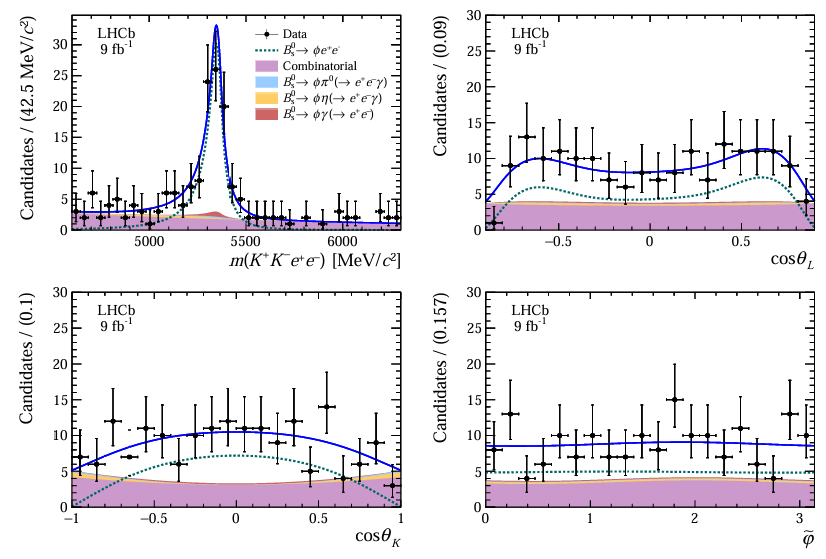 LHCb
9 fb⁻¹
Data
B⁰ₛ→ ϕe⁺e⁻
Combinatorial
B⁰ₛ→ ϕπ⁰(→ e⁺e⁻γ)
B⁰ₛ→ ϕη(→ e⁺e⁻γ)
B⁰ₛ→ ϕγ(→ e⁺e⁻)
Candidates / (42.5 MeV/c²)
30
25
20
15
10
5
0
5000 5500 6000
m(K⁺K⁻e⁺e⁻) [MeV/c²]
LHCb
9 fb⁻¹
Candidates / (0.09)
30
25
20
15
10
5
0
−0.5 0 0.5
cosθ_L
LHCb
9 fb⁻¹
Candidates / (0.1)
30
25
20
15
10
5
0
−1 −0.5 0 0.5 1
cosθ_K
LHCb
9 fb⁻¹
Candidates / (0.157)
30
25
20
15
10
5
0
0 1 2 3
φ̃